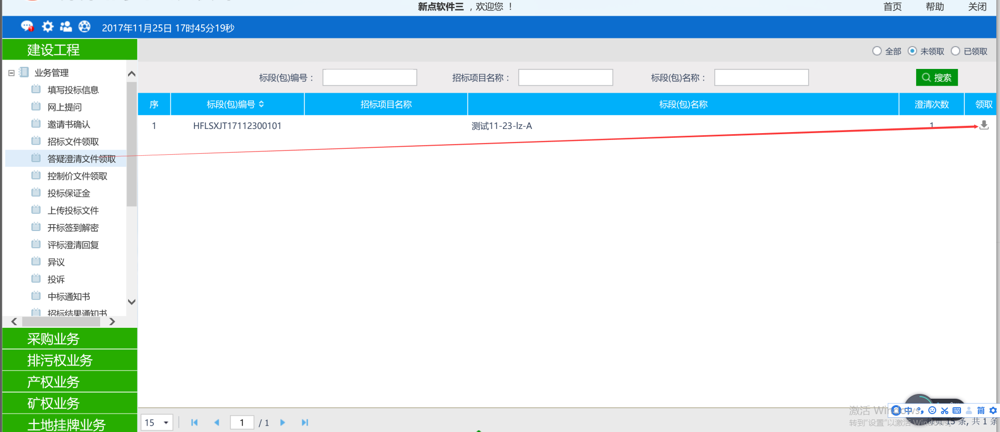 新点软件三 ，欢迎您 ！ 首页 帮助 关闭
2017年11月25日 17时45分19秒
建设工程
全部 未领取 已领取
业务管理
标段(包)编号： 招标项目名称： 标段(包)名称： 搜索
填写投标信息
网上提问
邀请书确认
招标文件领取
答疑澄清文件领取
控制价文件领取
投标保证金
上传投标文件
开标签到解密
评标澄清回复
异议
投诉
中标通知书
招标结果通知书
序 标段(包)编号 招标项目名称 标段(包)名称 澄清次数 领取
1 HFLSXJT17112300101 测试11-23-lz-A 1
采购业务
排污权业务
产权业务
矿权业务
土地挂牌业务
15 1 / 1
激活 Windows
中 简
转到"设置"以激活 Windows。
15 条, 共 1 条